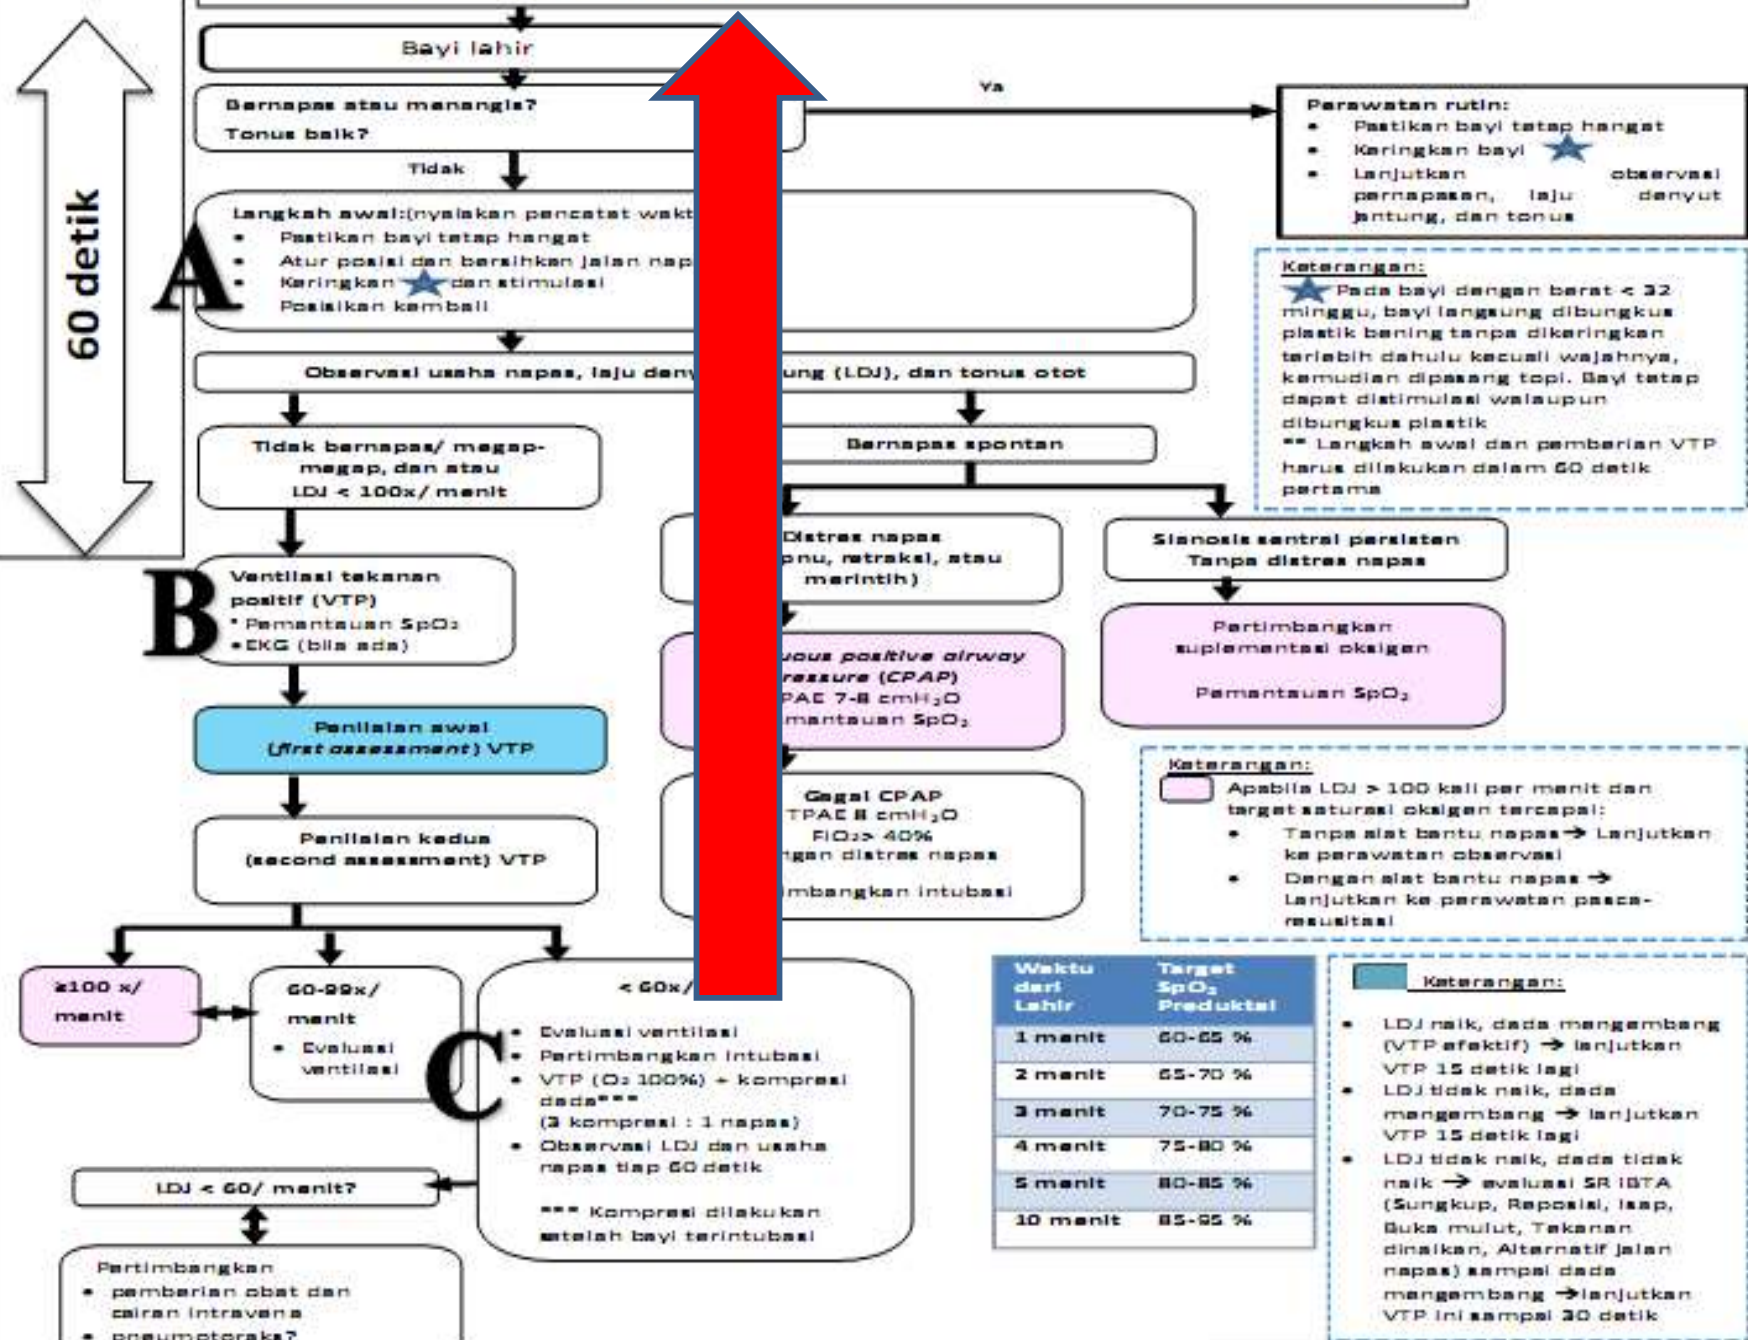 60 detik
Bayi lahir
Bernapas atau menangis?
Tonus baik?
Ya
Tidak
Perawatan rutin:
• Pastikan bayi tetap hangat
• Keringkan bayi
• Lanjutkan observasi
pernapasan, laju denyut
jantung, dan tonus
A
Langkah awal:(nyalakan pencatat
• Pastikan bayi tetap hangat
• Atur posisi dan bersihkan jalan
• Keringkan dan stimulasi
• Posisikan kembali
Keterangan:
Pada bayi dengan berat < 32
minggu, bayi langsung dibungkus
plastik bening tanpa dikeringkan
terlebih dahulu kecuali wajahnya,
kemudian dipasang topi. Bayi tetap
dapat distimulasi walaupun
dibungkus plastik
** Langkah awal dan pemberian VTP
harus dilakukan dalam 60 detik
pertama
Observasi usaha napas, laju (LDJ), dan tonus otot
Tidak bernapas/ megap-
megap, dan atau
LDJ < 100x/ menit
Bernapas spontan
B
Ventilasi tekanan
positif (VTP)
• Pemantauan SpO₂
• EKG (bila ada)
Distres napas
retraksi, atau
merintih)
Sianosis sentral persisten
Tanpa distres napas
positive airway
(CPAP)
7-8 cmH₂O
SpO₂
Pertimbangkan
suplementasi oksigen
Pemantauan SpO₂
Penilaian awal
(first assessment) VTP
Penilaian kedua
(second assessment) VTP
Gagal CPAP
8 cmH₂O
FiO₂> 40%
distres napas
intubasi
Keterangan:
Apabila LDJ > 100 kali per menit dan
target saturasi oksigen tercapai:
• Tanpa alat bantu napas → Lanjutkan
ke perawatan observasi
• Dengan alat bantu napas →
Lanjutkan ke perawatan pasca-
resusitasi
≥100 x/
menit
60-99x/
menit
• Evaluasi
ventilasi
C
< 60x/
• Evaluasi ventilasi
• Pertimbangkan intubasi
• VTP (O₂ 100%) + kompresi
dada***
(3 kompresi : 1 napas)
• Observasi LDJ dan usaha
napas tiap 60 detik
*** Kompresi dilakukan
setelah bayi terintubasi
LDJ < 60/ menit?
Pertimbangkan
• pemberian obat dan
cairan intravena
• pneumotoraks?
Waktu dari Lahir Target SpO₂ Preduktal
1 menit 60-65 %
2 menit 65-70 %
3 menit 70-75 %
4 menit 75-80 %
5 menit 80-85 %
10 menit 85-95 %
Keterangan:
• LDJ naik, dada mengembang
(VTP efektif) → lanjutkan
VTP 15 detik lagi
• LDJ tidak naik, dada
mengembang → lanjutkan
VTP 15 detik lagi
• LDJ tidak naik, dada tidak
naik → evaluasi SR IBTA
(Sungkup, Reposisi, Isap,
Buka mulut, Tekanan
dinaikan, Alternatif jalan
napas) sampai dada
mengembang →lanjutkan
VTP ini sampai 30 detik